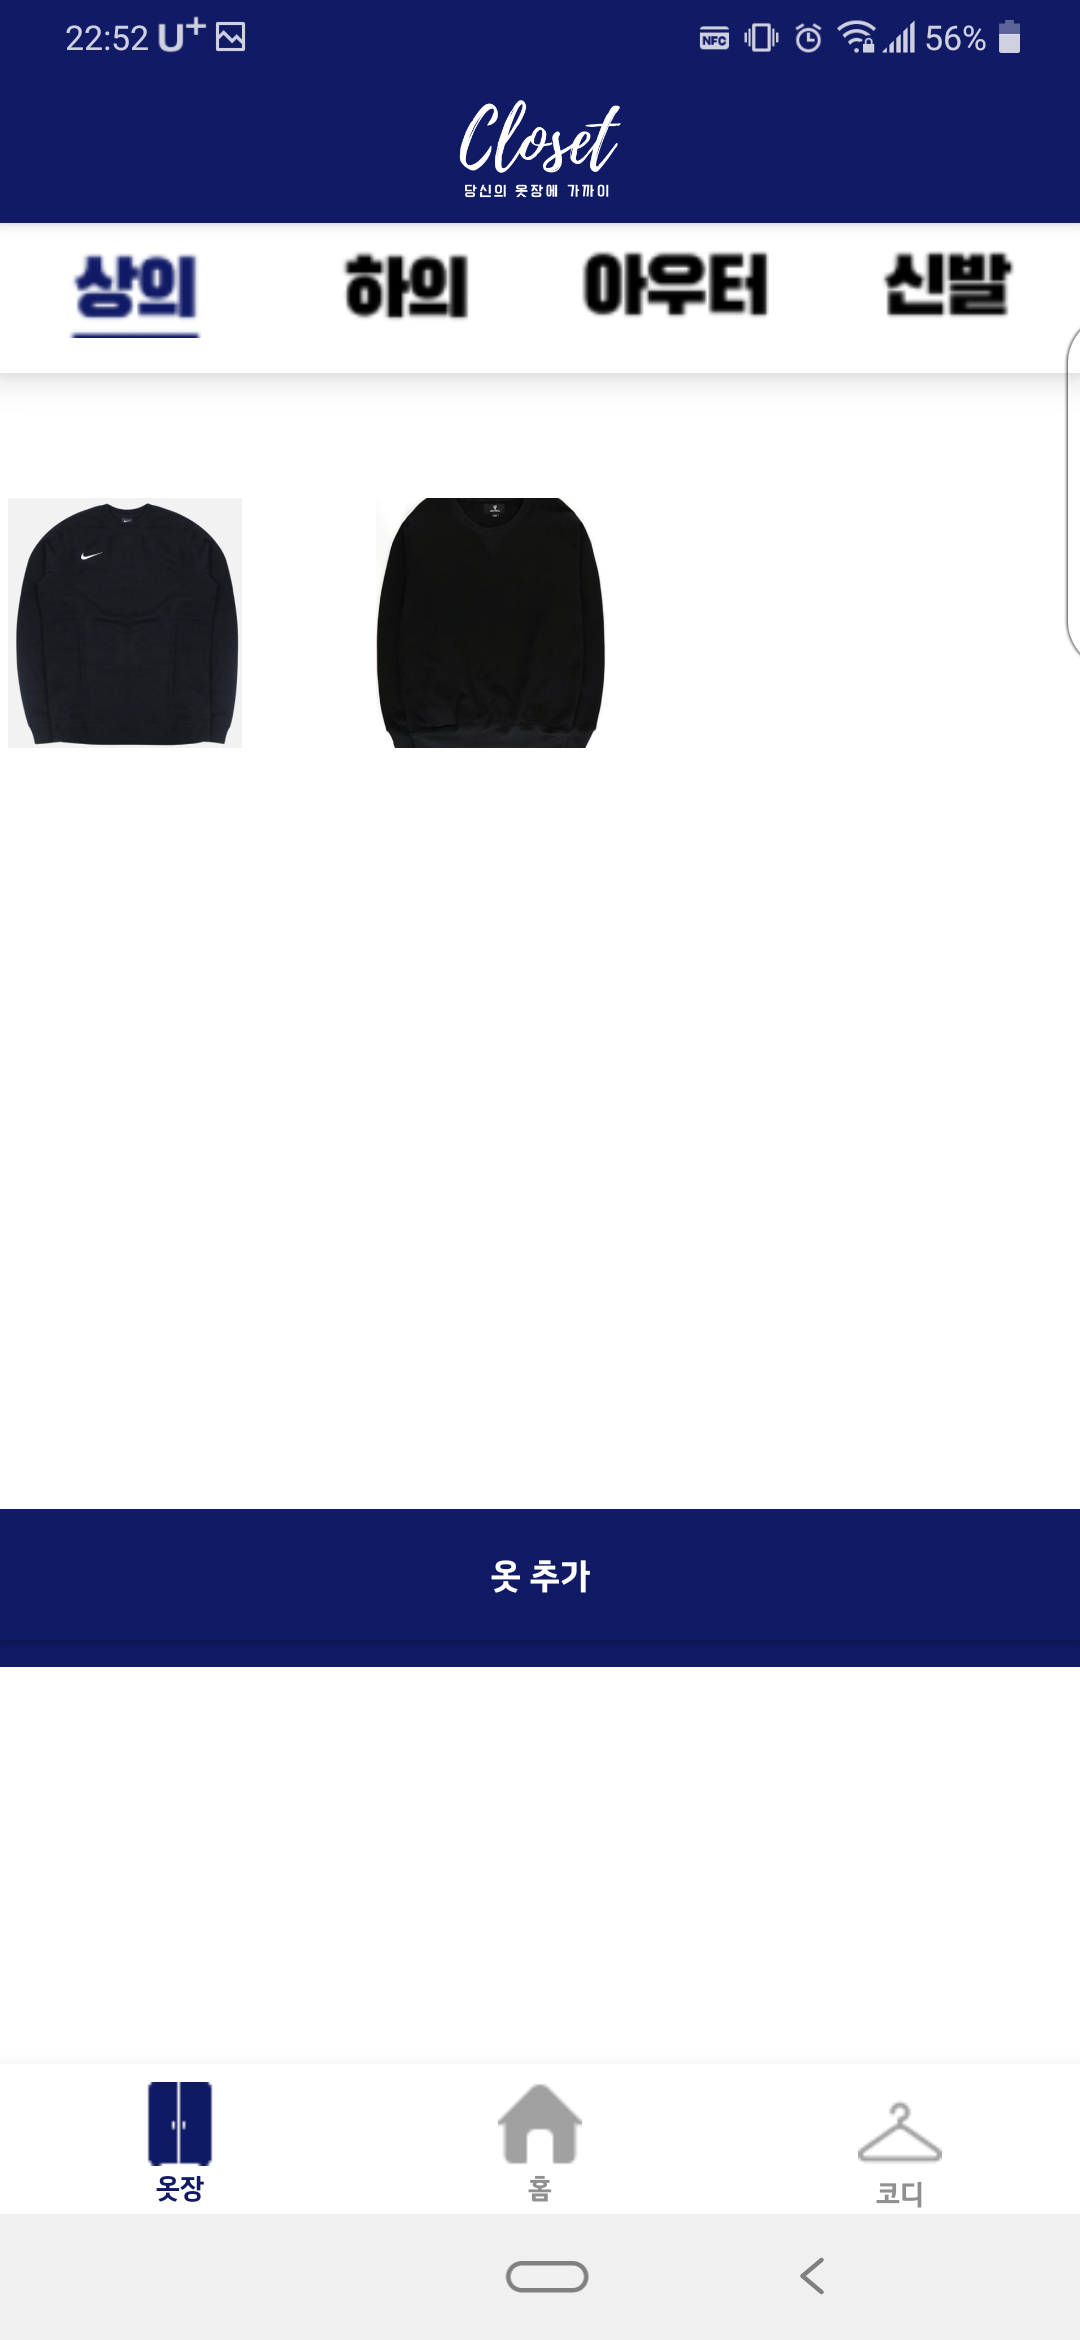 22:52 U+ NFC 56%
Closet
당신의 옷장에 가까이
상의 하의 아우터 신발
옷 추가
옷장 홈 코디